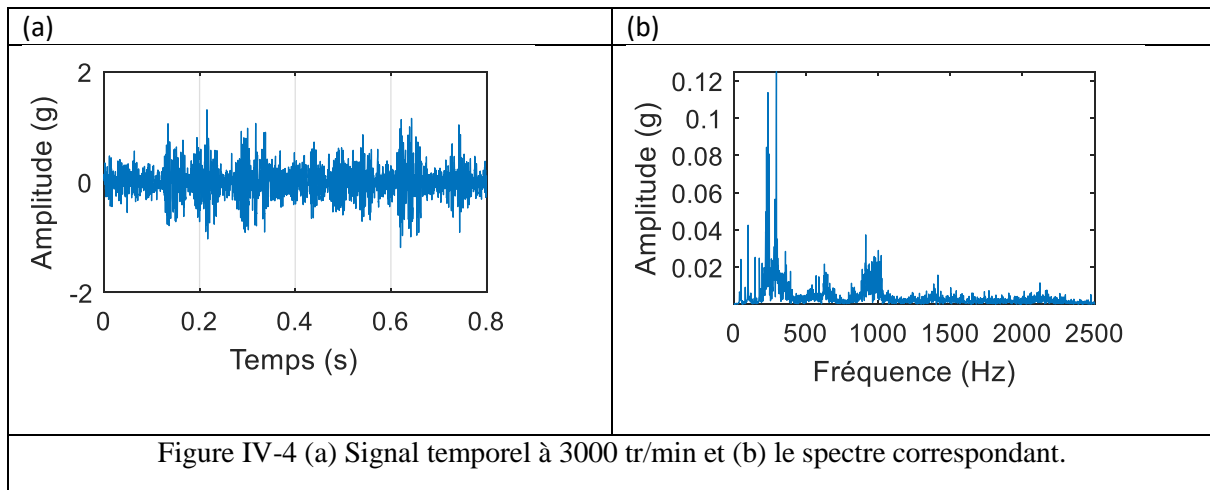 (a)
(b)
2
0
-2
Amplitude (g)
0 0.2 0.4 0.6 0.8
Temps (s)
0.12
0.1
0.08
0.06
0.04
0.02
Amplitude (g)
0 500 1000 1500 2000 2500
Fréquence (Hz)
Figure IV-4 (a) Signal temporel à 3000 tr/min et (b) le spectre correspondant.